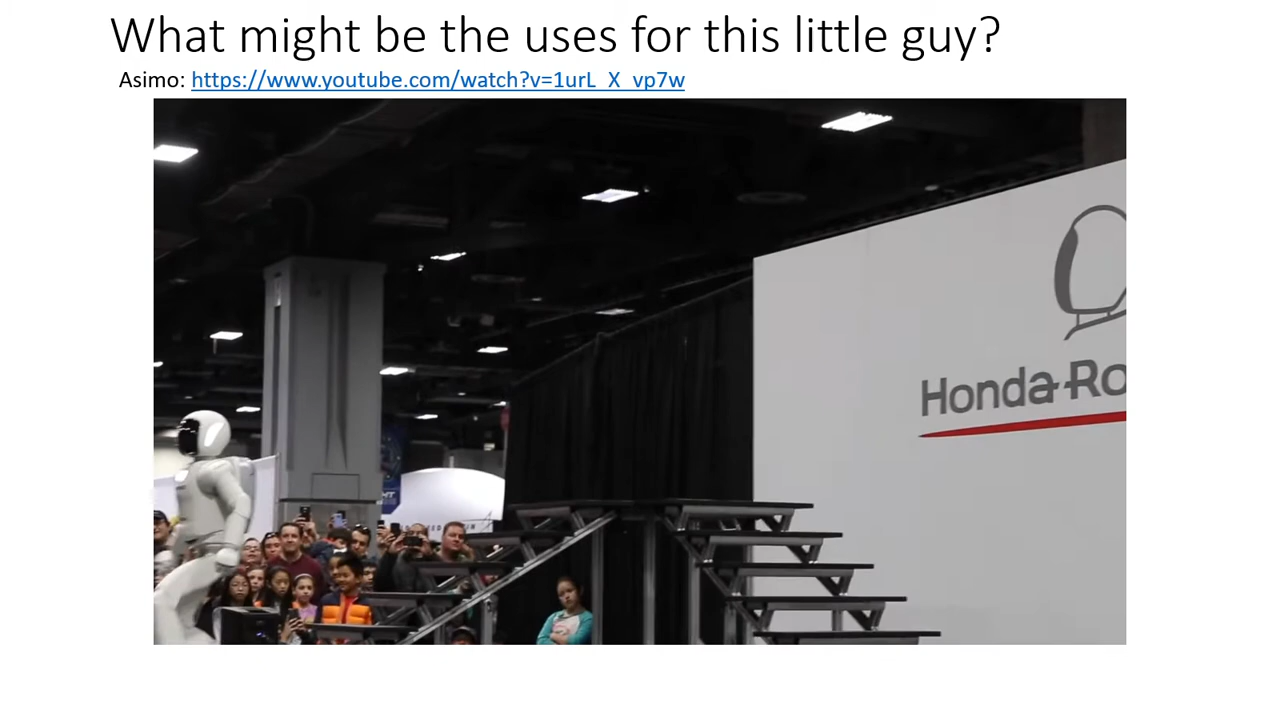 What might be the uses for this little guy?
Asimo: https://www.youtube.com/watch?v=1urL_X_vp7w
Honda Ro